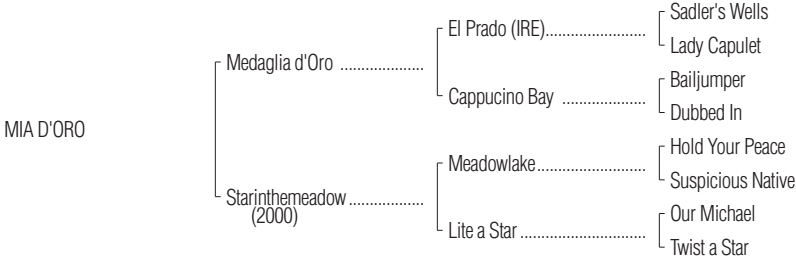 Sadler's Wells
El Prado (IRE)........................
Lady Capulet
Medaglia d'Oro ....................
Bailjumper
Cappucino Bay ....................
Dubbed In
MIA D'ORO
Hold Your Peace
Meadowlake..........................
Suspicious Native
Starinthemeadow ..................
(2000)
Our Michael
Lite a Star ..............................
Twist a Star